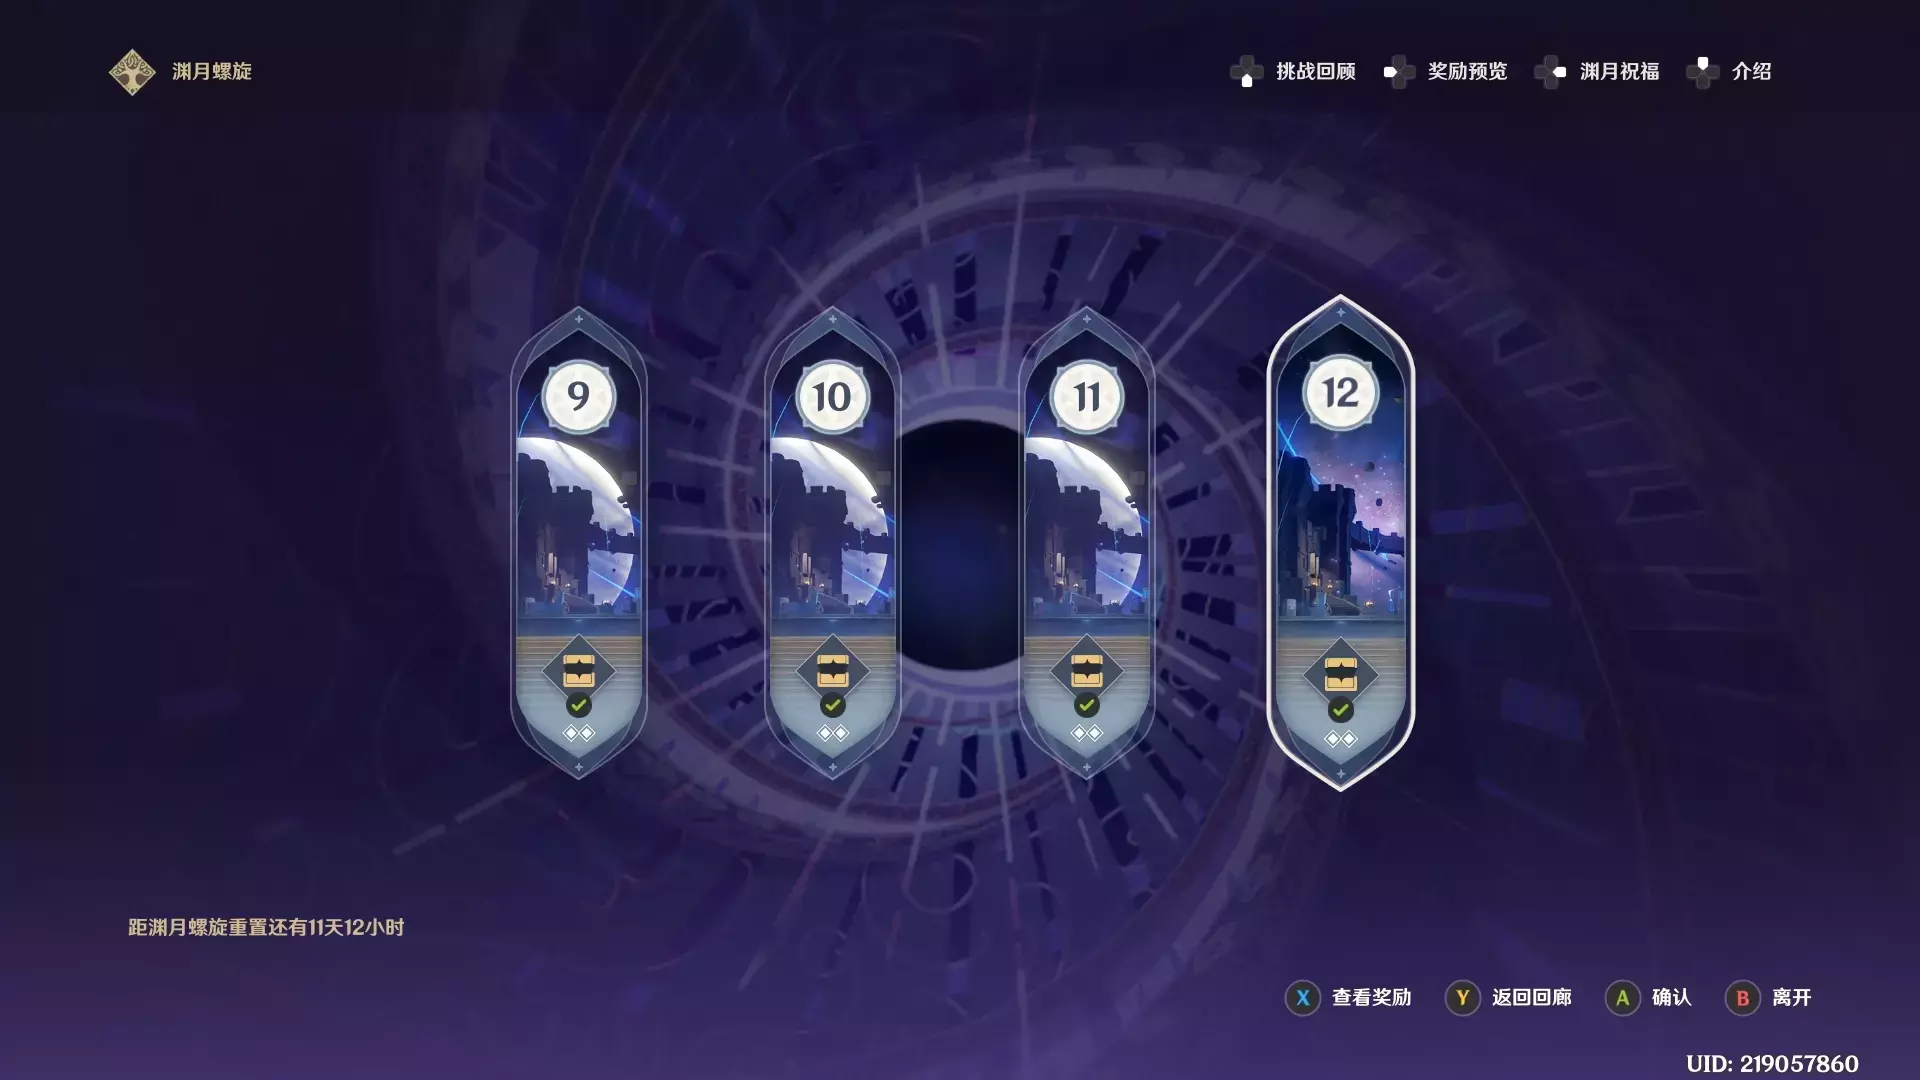 渊月螺旋
挑战回顾
奖励预览
渊月祝福
介绍
9
10
11
12
距渊月螺旋重置还有11天12小时
X 查看奖励
Y 返回回廊
A 确认
B 离开
UID: 219057860